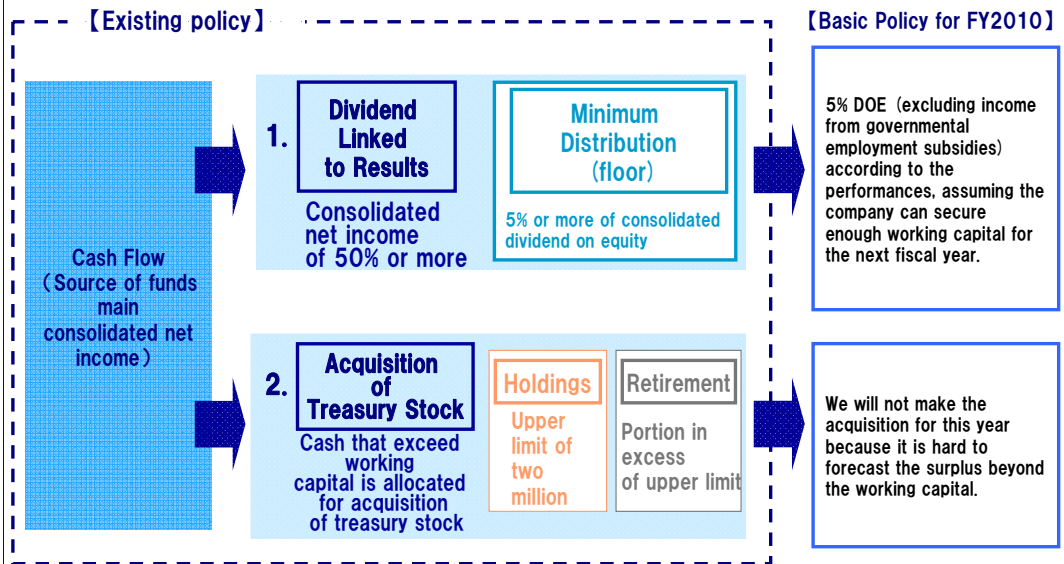 【Existing policy】
【Basic Policy for FY2010】
Cash Flow
（Source of funds
main
consolidated net
income）
1.
Dividend
Linked
to Results
Consolidated
net income
of 50% or more
Minimum
Distribution
(floor)
5% or more of consolidated
dividend on equity
5% DOE (excluding income
from governmental
employment subsidies)
according to the
performances, assuming the
company can secure
enough working capital for
the next fiscal year.
2.
Acquisition
of
Treasury Stock
Cash that exceed
working
capital is allocated
for acquisition
of treasury stock
Holdings
Upper
limit of
two
million
Retirement
Portion in
excess
of upper limit
We will not make the
acquisition for this year
because it is hard to
forecast the surplus beyond
the working capital.